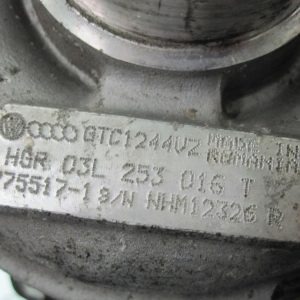 GTC1244VZ MADE IN ROMANIA
HGR 03L 253 016 T
775517-1 S/N NHM12326 R